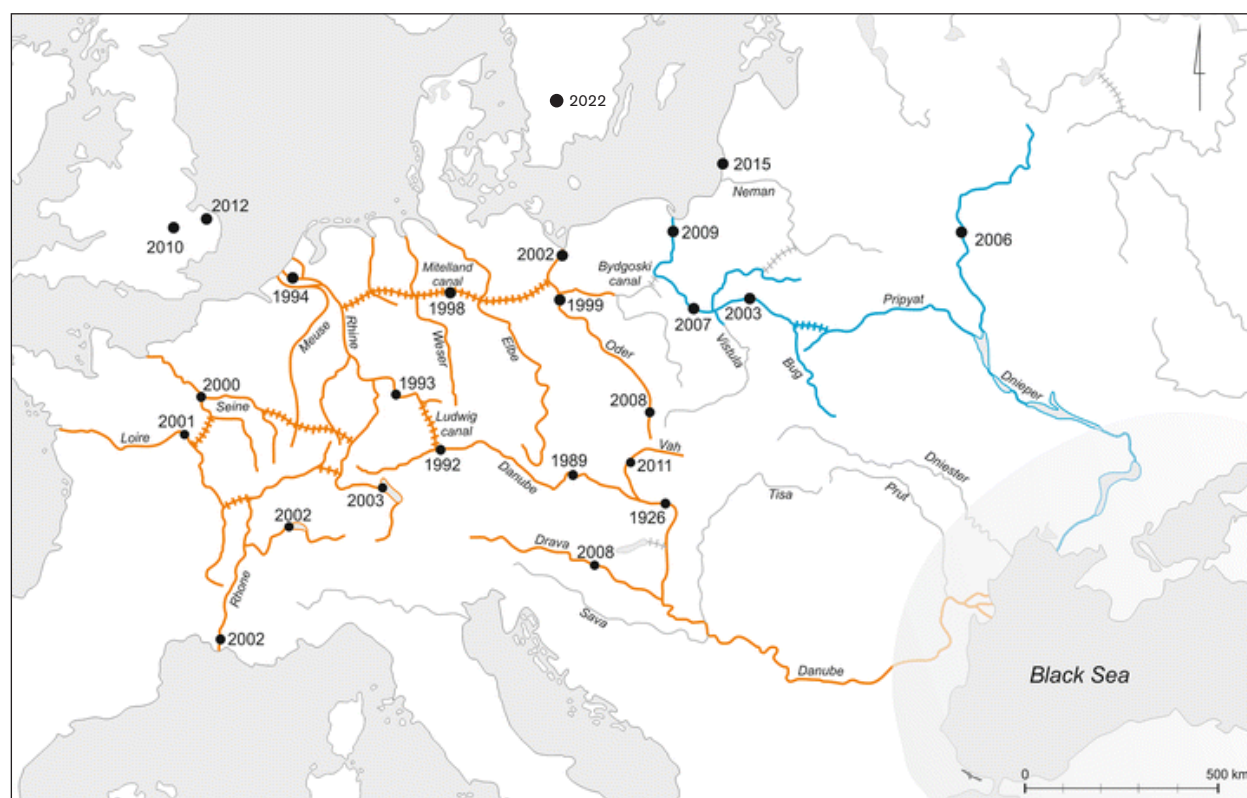 2022
2015
Neman
2012
2010
2009
2006
2002
Bydgoski
canal
Mitelland
canal
1994
1998
1999
2007
2003
Pripyat
Meuse
Rhine
Weser
Elbe
Oder
Vistula
Bug
Dnieper
2000
Seine
1993
2008
2001
Loire
Ludwig
canal
1992
Vah
2011
Danube
1989
Dniester
Tisa
Prut
2003
1926
2002
Drava
2008
Rhone
Sava
2002
Danube
Black Sea
0
500 km